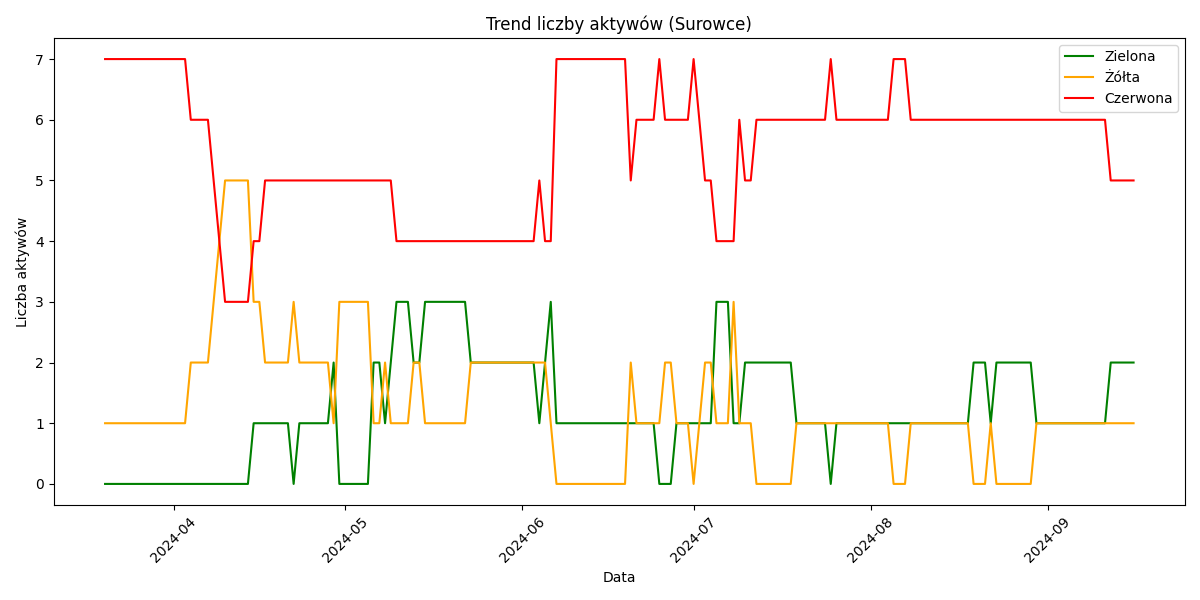 Trend liczby aktywów (Surowce)
Zielona
Żółta
Czerwona
Liczba aktywów
7
6
5
4
3
2
1
0
2024-04
2024-05
2024-06
2024-07
2024-08
2024-09
Data